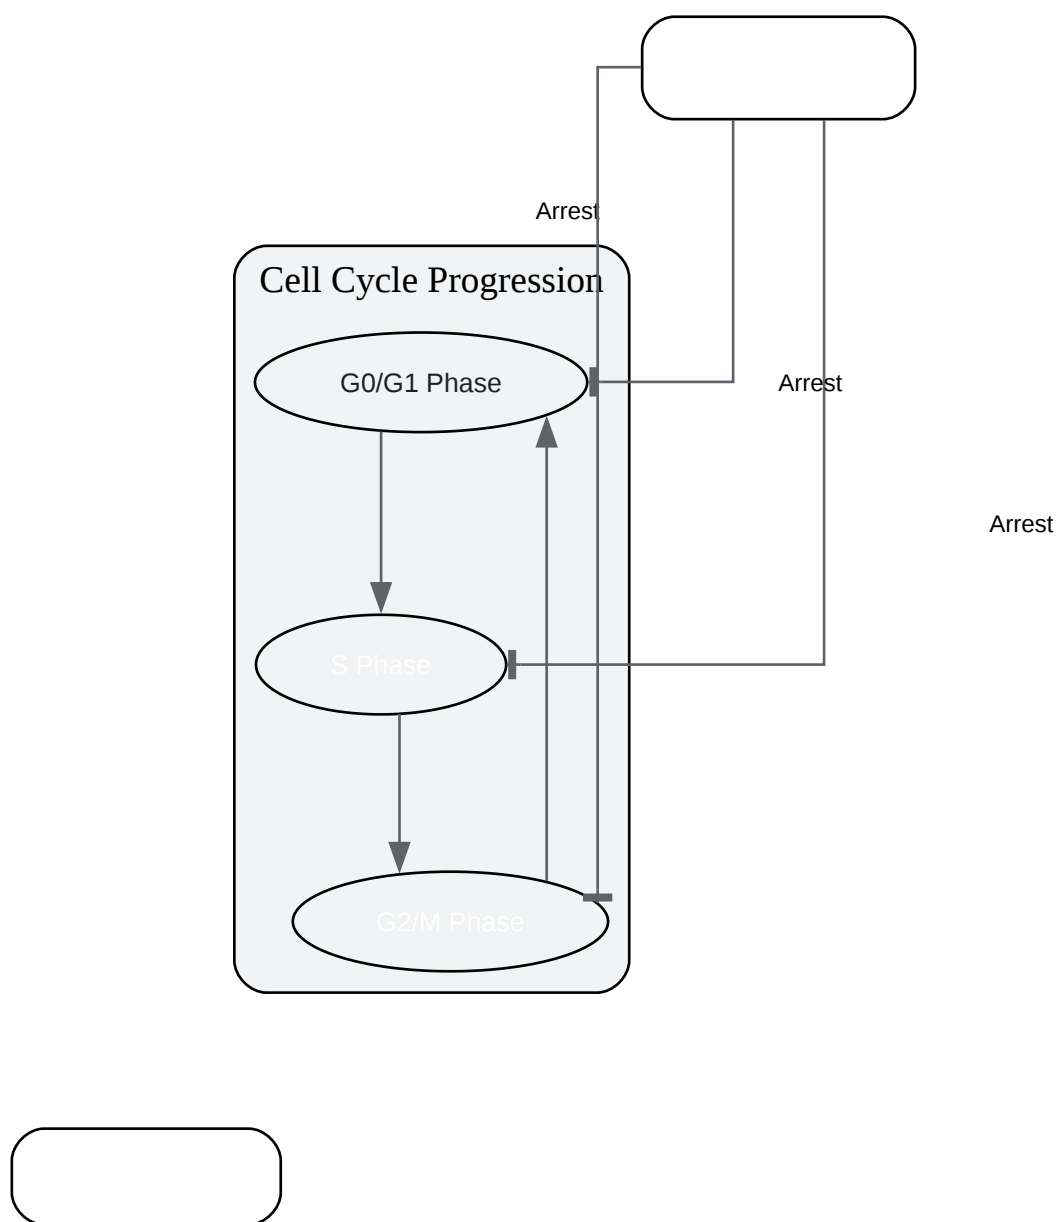 Arrest
Cell Cycle Progression
G0/G1 Phase
Arrest
Arrest
S Phase
G2/M Phase